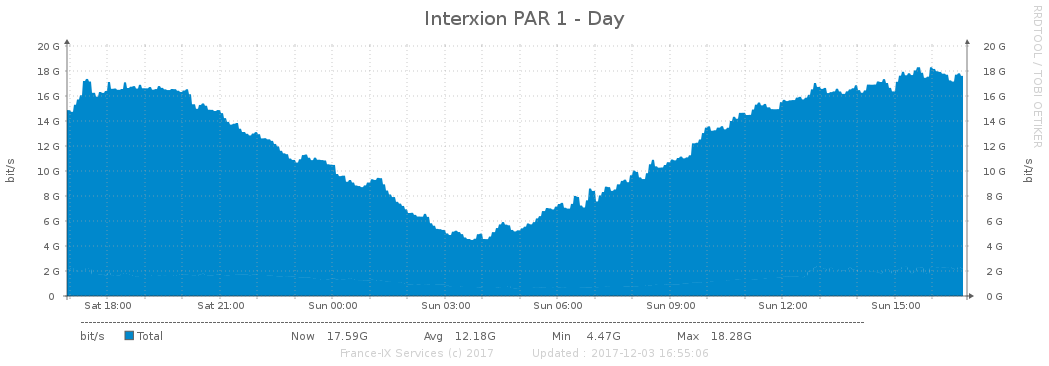 Interxion PAR 1 - Day
RRDTOOL / TOBI OETIKER
bit/s
20 G 20 G
18 G 18 G
16 G 16 G
14 G 14 G
12 G 12 G
10 G 10 G
8 G 8 G
6 G 6 G
4 G 4 G
2 G 2 G
0 0 G
bit/s
Sat 18:00 Sat 21:00 Sun 00:00 Sun 03:00 Sun 06:00 Sun 09:00 Sun 12:00 Sun 15:00
bit/s Total Now 17.59G Avg 12.18G Min 4.47G Max 18.28G
France-IX Services (c) 2017 Updated : 2017-12-03 16:55:06